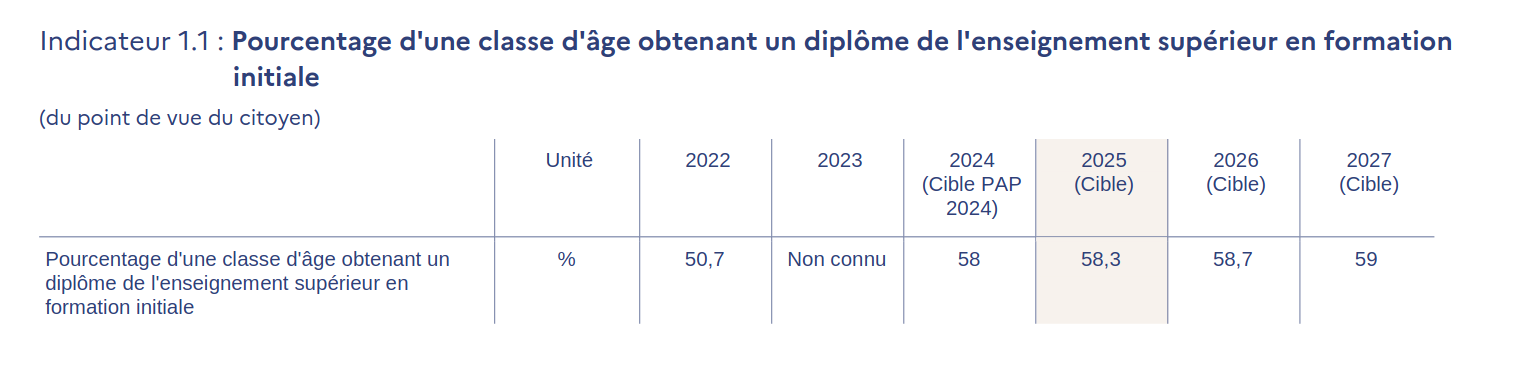 Indicateur 1.1 : Pourcentage d'une classe d'âge obtenant un diplôme de l'enseignement supérieur en formation
initiale
(du point de vue du citoyen)
Unité 2022 2023 2024 2025 2026 2027
(Cible PAP (Cible) (Cible) (Cible)
2024)
Pourcentage d'une classe d'âge obtenant un % 50,7 Non connu 58 58,3 58,7 59
diplôme de l'enseignement supérieur en
formation initiale